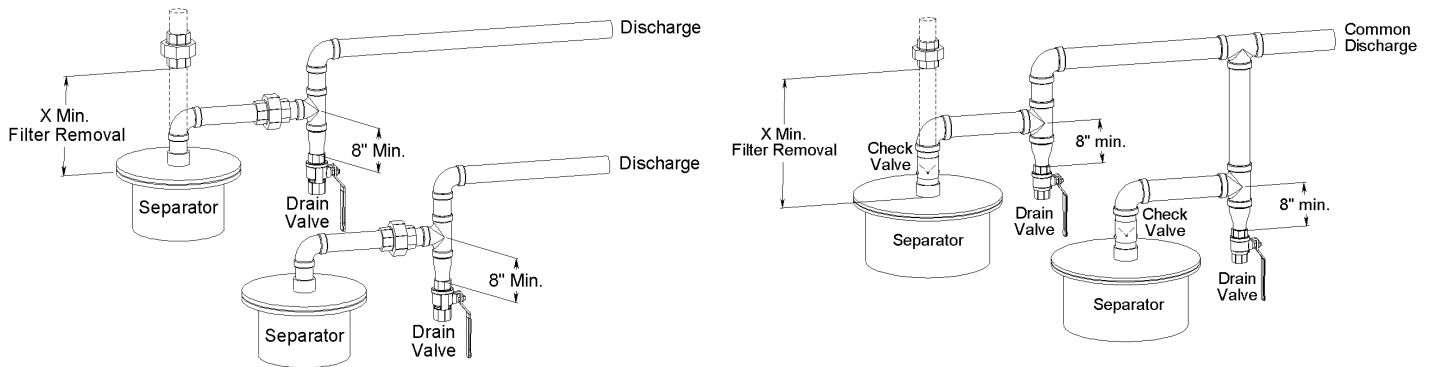 Discharge
X Min.
Filter Removal
8" Min.
Separator
Drain
Valve
Discharge
8" Min.
Separator
Drain
Valve
Common
Discharge
X Min.
Filter Removal
Check
Valve
8" min.
Separator
Drain
Valve
Check
Valve
8" min.
Separator
Drain
Valve